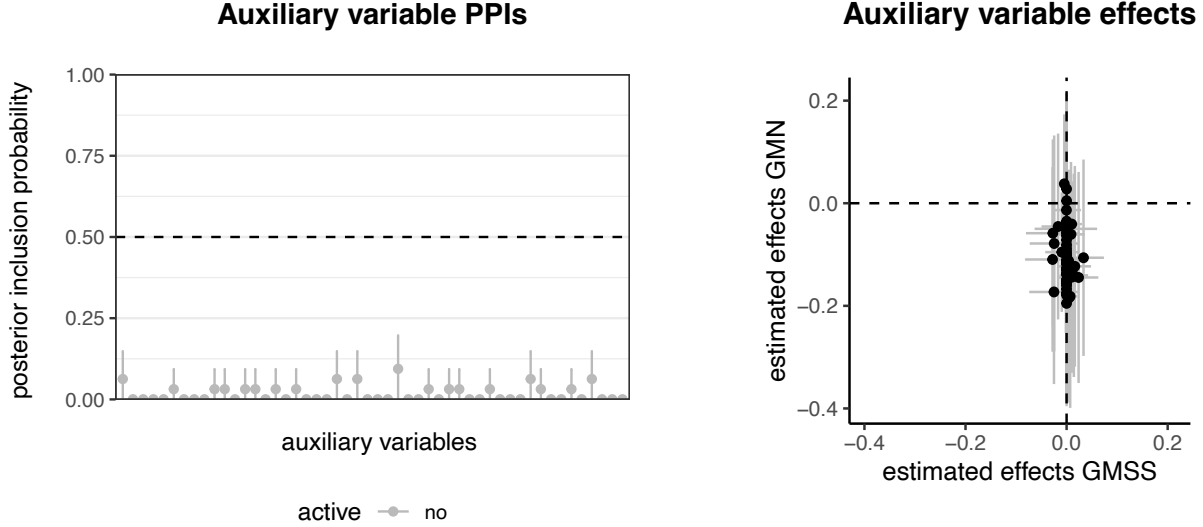 Auxiliary variable PPIs
posterior inclusion probability
1.00
0.75
0.50
0.25
0.00
auxiliary variables
active no
Auxiliary variable effects
estimated effects GMN
0.2
0.0
−0.2
−0.4
−0.4 −0.2 0.0 0.2
estimated effects GMSS